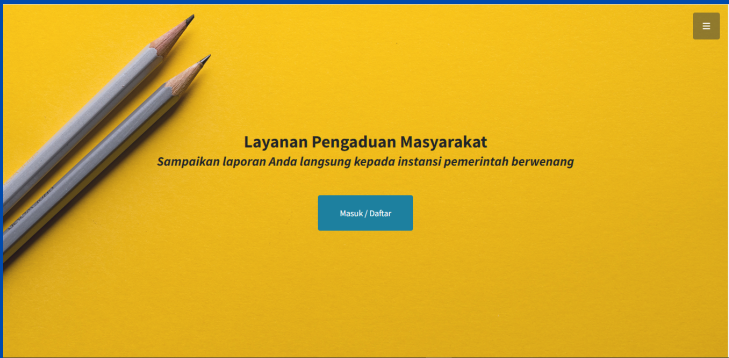 Layanan Pengaduan Masyarakat
Sampaikan laporan Anda langsung kepada instansi pemerintah berwenang
Masuk / Daftar